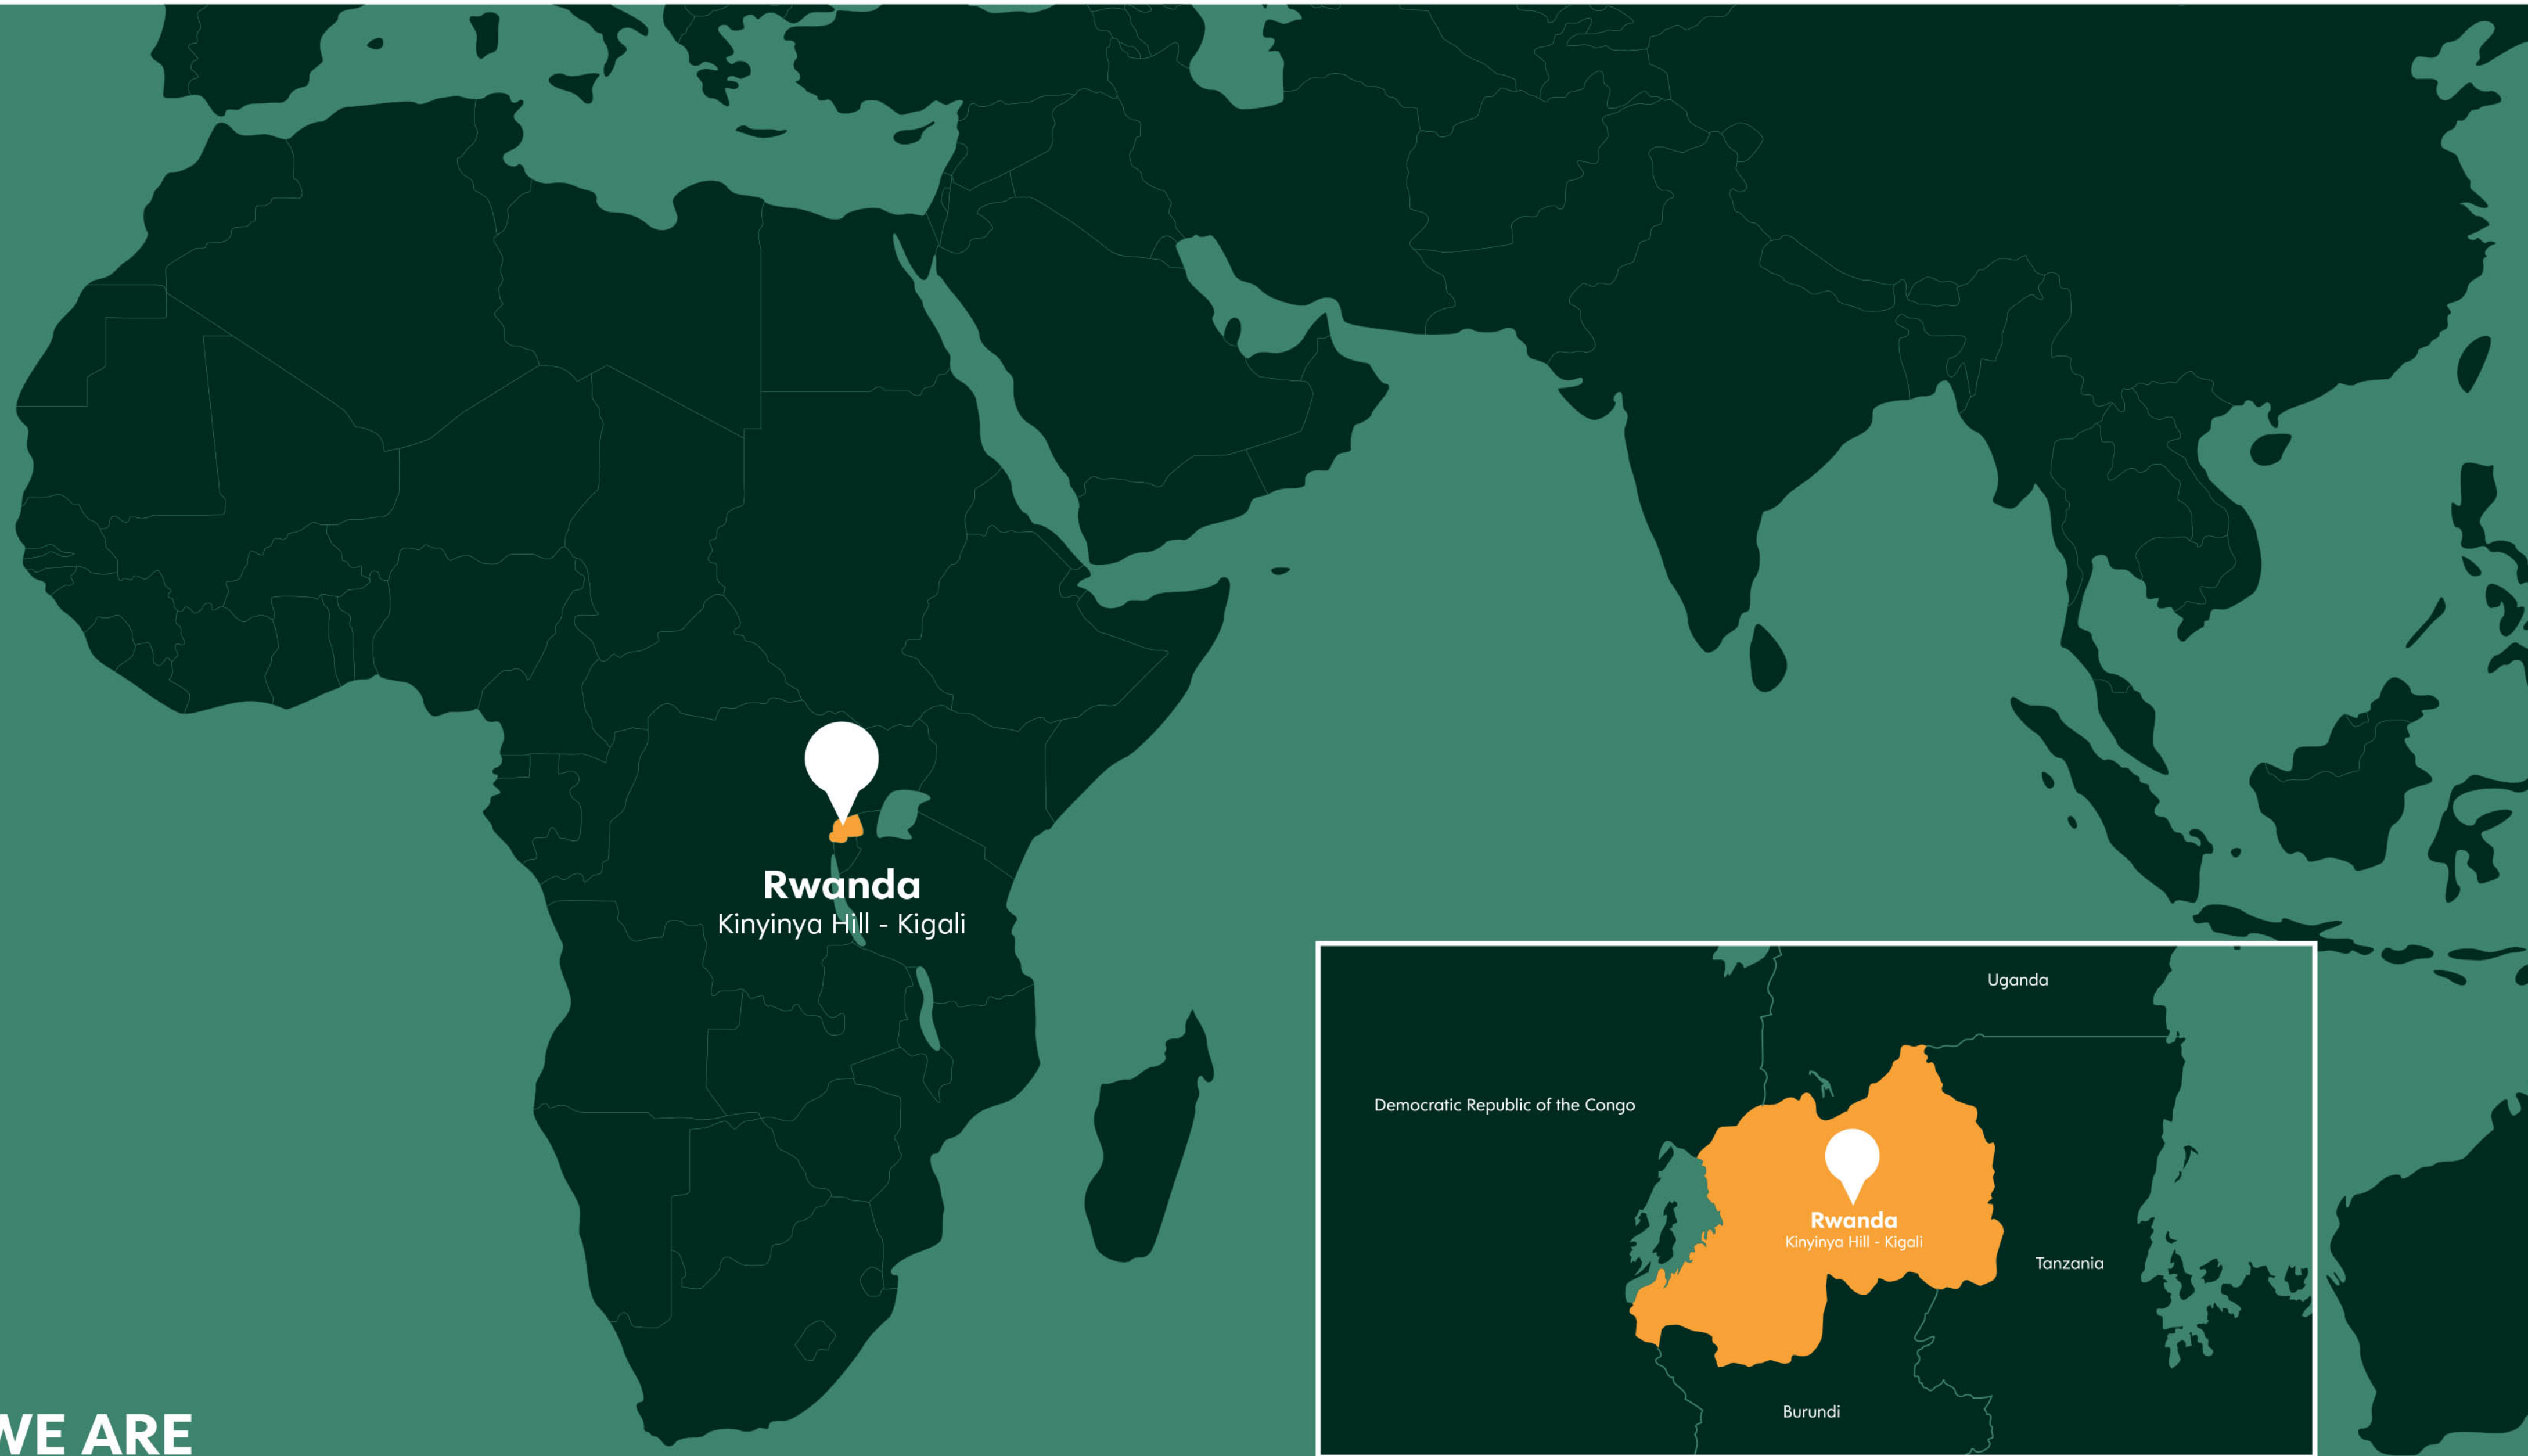 Rwanda
Kinyinya Hill - Kigali
Uganda
Democratic Republic of the Congo
Rwanda
Kinyinya Hill - Kigali
Tanzania
Burundi
WE ARE